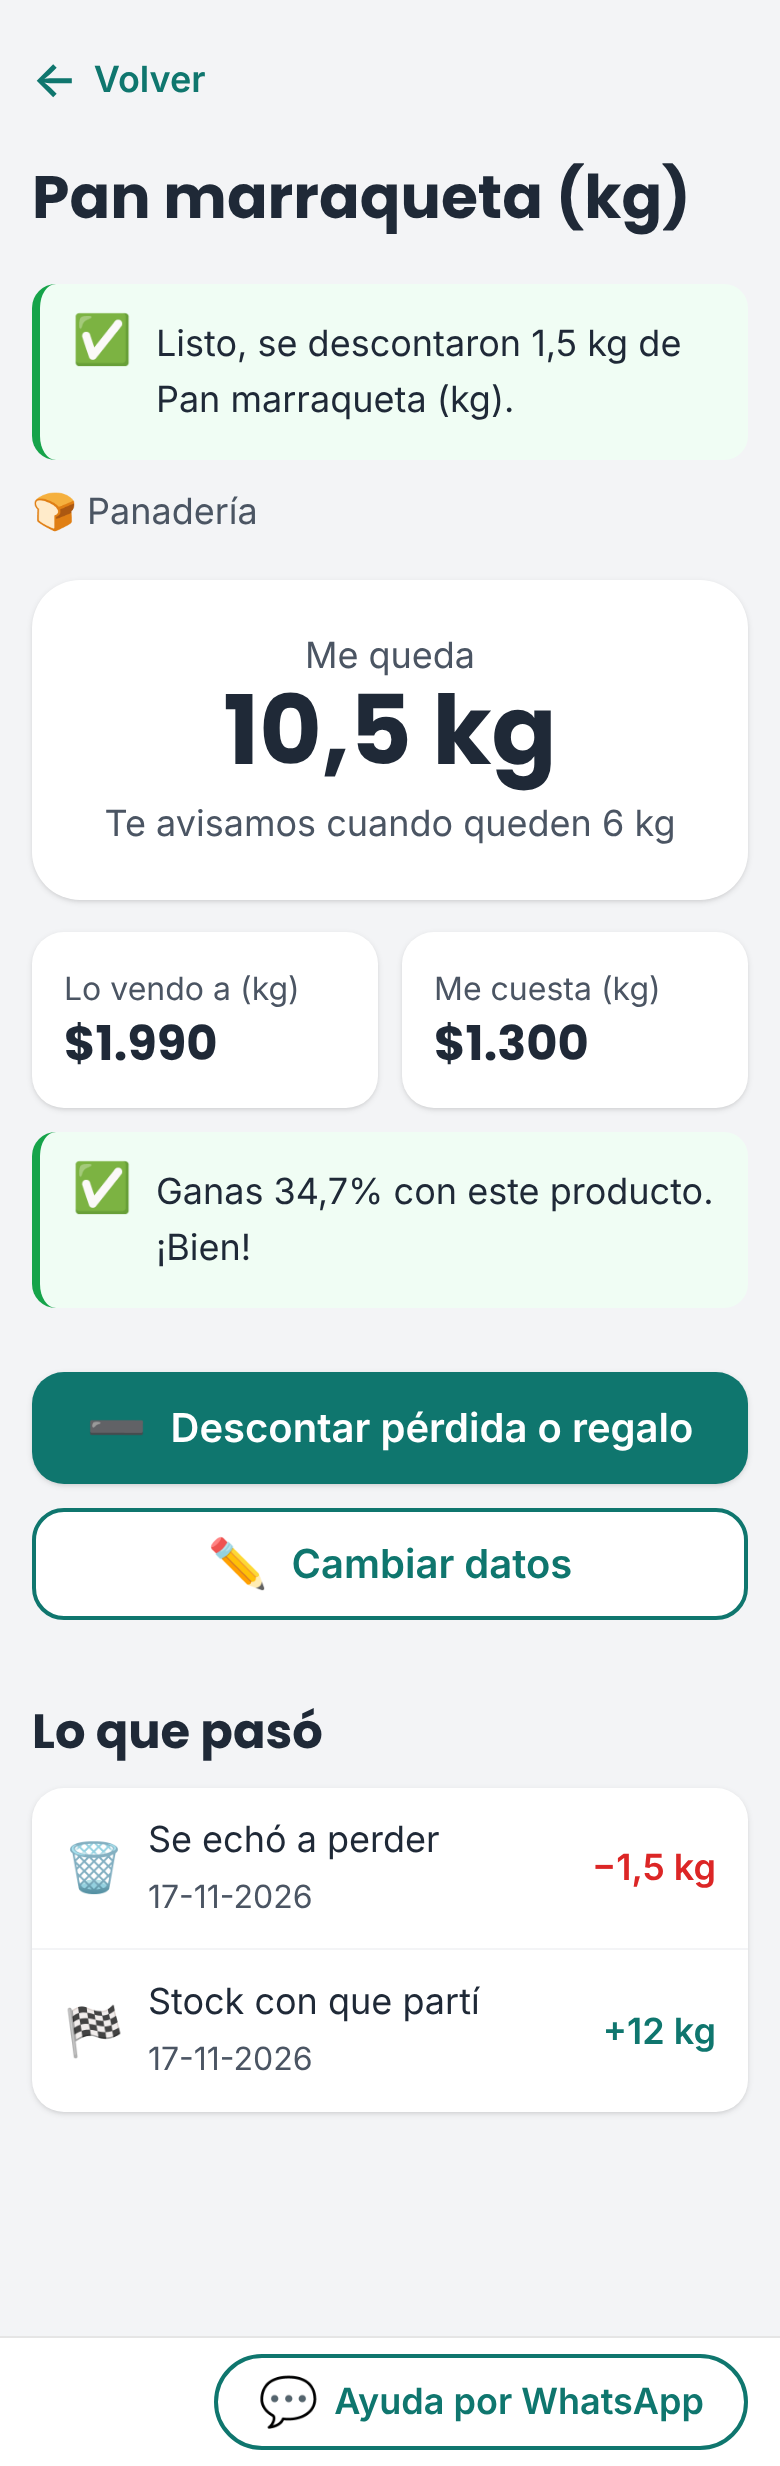 ← Volver
Pan marraqueta (kg)
✅ Listo, se descontaron 1,5 kg de
Pan marraqueta (kg).
🍞 Panadería
Me queda
10,5 kg
Te avisamos cuando queden 6 kg
Lo vendo a (kg)
$1.990
Me cuesta (kg)
$1.300
✅ Ganas 34,7% con este producto.
¡Bien!
➖ Descontar pérdida o regalo
✏️ Cambiar datos
Lo que pasó
🗑️ Se echó a perder
17-11-2026
−1,5 kg
🏁 Stock con que partí
17-11-2026
+12 kg
💬 Ayuda por WhatsApp